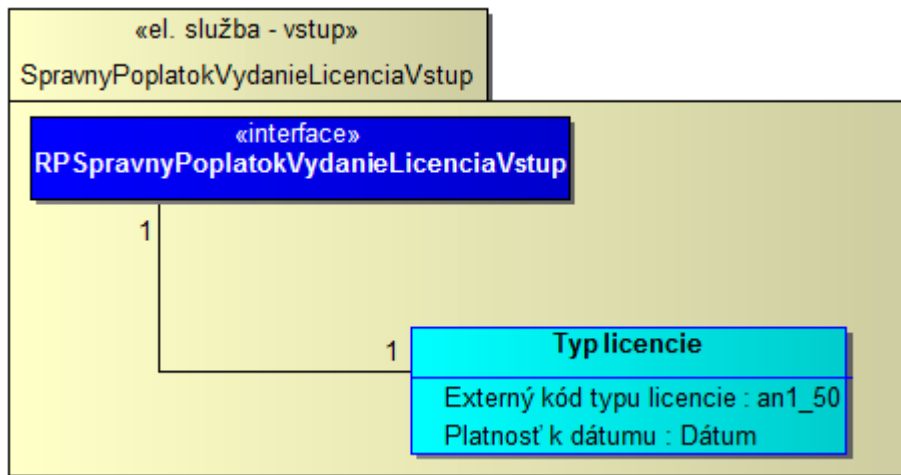 «el. služba - vstup»
SpravnyPoplatokVydanieLicenciaVstup
«interface»
RPSpravnyPoplatokVydanieLicenciaVstup
1
1
Typ licencie
Externý kód typu licencie : an1_50
Platnosť k dátumu : Dátum